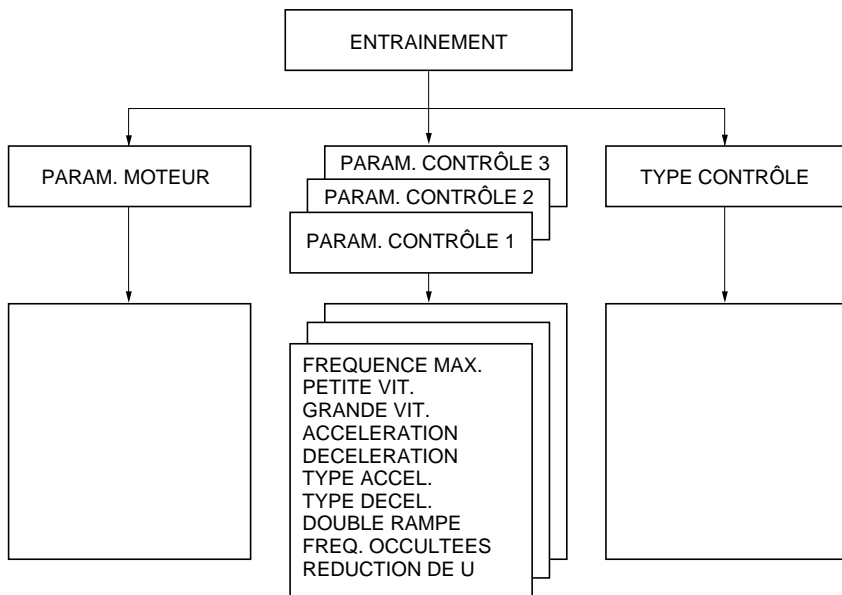 ENTRAINEMENT
PARAM. MOTEUR
PARAM. CONTRÔLE 3
PARAM. CONTRÔLE 2
PARAM. CONTRÔLE 1
TYPE CONTRÔLE
FREQUENCE MAX.
PETITE VIT.
GRANDE VIT.
ACCELERATION
DECELERATION
TYPE ACCEL.
TYPE DECEL.
DOUBLE RAMPE
FREQ. OCCULTEES
REDUCTION DE U